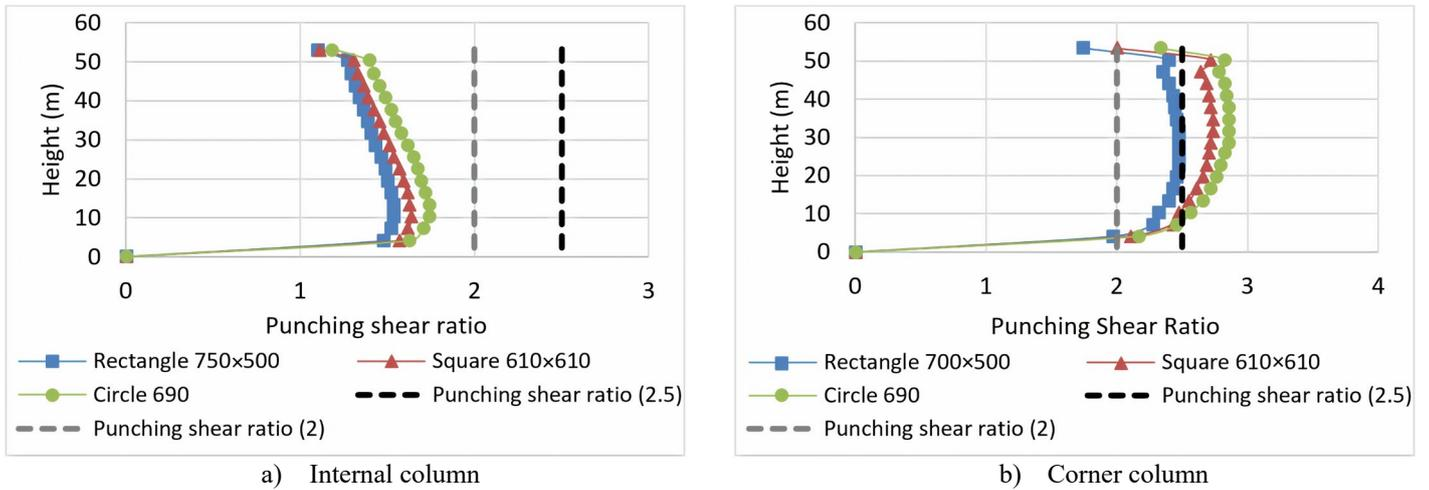 60
50
40
30
20
10
0
Height (m)
0 1 2 3
Punching shear ratio
Rectangle 750×500 Square 610×610
Circle 690 Punching shear ratio (2.5)
Punching shear ratio (2)
a) Internal column
60
50
40
30
20
10
0
Height (m)
0 1 2 3 4
Punching Shear Ratio
Rectangle 700×500 Square 610×610
Circle 690 Punching shear ratio (2.5)
Punching shear ratio (2)
b) Corner column